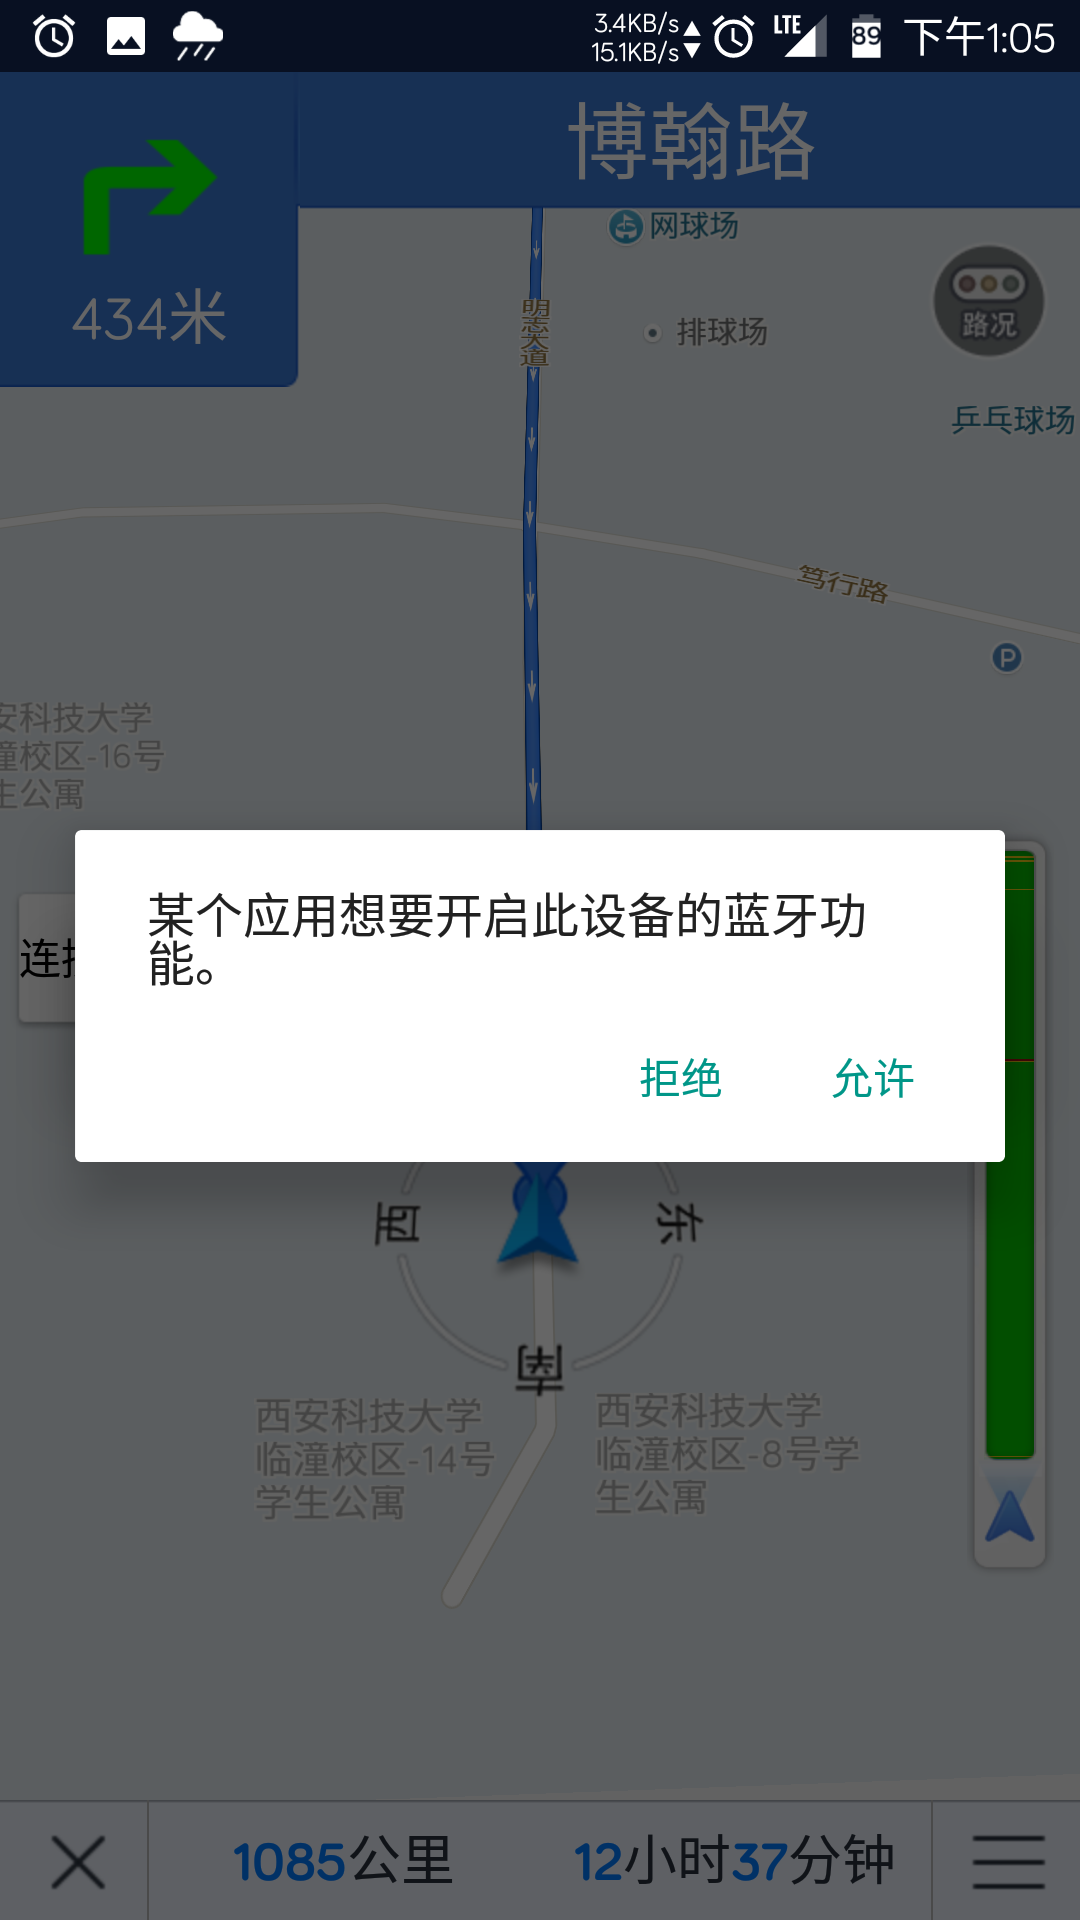 3.4KB/s
15.1KB/s
LTE
89
下午1:05
博翰路
434米
网球场
明志大道
排球场
路况
乒乓球场
笃行路
P
安科技大学
潼校区-16号
生公寓
某个应用想要开启此设备的蓝牙功
能。
连
拒绝
允许
西
东
南
西安科技大学
临潼校区-14号
学生公寓
西安科技大学
临潼校区-8号学
生公寓
1085公里
12小时37分钟